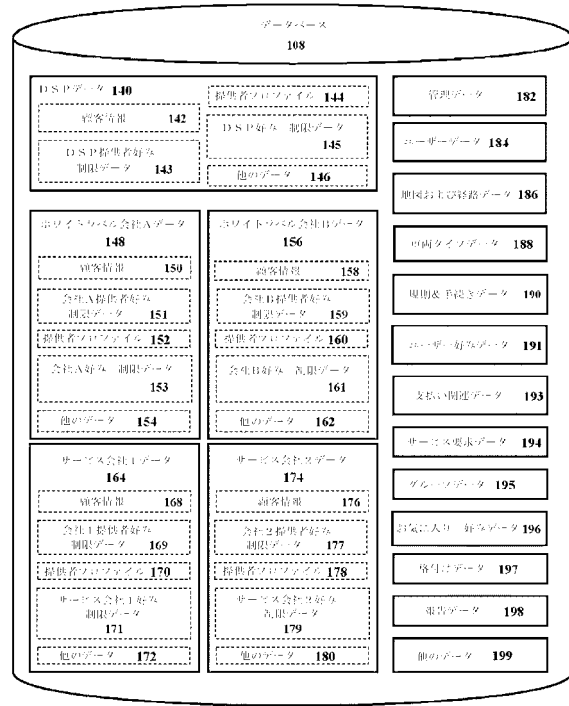 データベース
108
DSPデータ 140
顧客情報 142
DSP提供者好み
制限データ
143
提供者プロファイル 144
DSP好み 制限データ
145
他のデータ 146
ホワイトラベル会社Aデータ
148
顧客情報 150
会社A提供者好み
制限データ
151
提供者プロファイル 152
会社A好み 制限データ
153
他のデータ 154
ホワイトラベル会社Bデータ
156
顧客情報 158
会社B提供者好み
制限データ
159
提供者プロファイル 160
会社B好み 制限データ
161
他のデータ 162
サービス会社1データ
164
顧客情報 168
会社1提供者好み
制限データ
169
提供者プロファイル 170
サービス会社1好み
制限データ
171
他のデータ 172
サービス会社2データ
174
顧客情報 176
会社2提供者好み
制限データ
177
提供者プロファイル 178
サービス会社2好み
制限データ
179
他のデータ 180
管理データ 182
ユーザーデータ 184
地図および経路データ 186
車両タイプデータ 188
規則&手続きデータ 190
ユーザー好みデータ 191
支払い関連データ 193
サービス要求データ 194
グループデータ 195
お気に入り 好みデータ 196
格付けデータ 197
報告データ 198
他のデータ 199